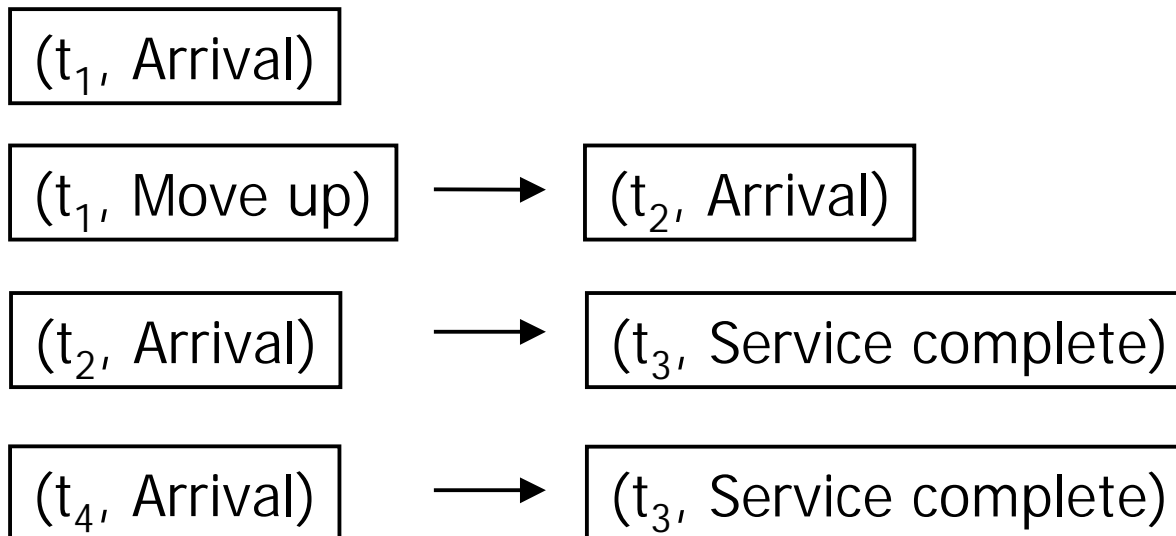 (t₁, Arrival)
(t₁, Move up) → (t₂, Arrival)
(t₂, Arrival) → (t₃, Service complete)
(t₄, Arrival) → (t₃, Service complete)